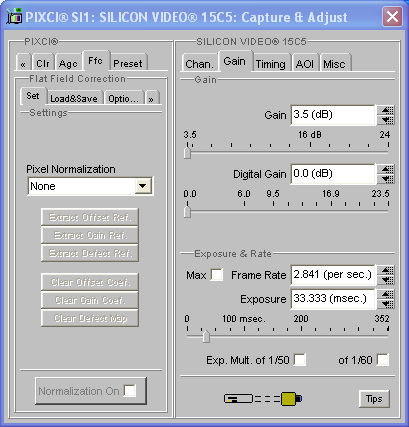 PIXCI® SI1: SILICON VIDEO® 15C5: Capture & Adjust
PIXCI®
« Clr Agc Ffc Preset
Flat Field Correction
Set Load&Save Optio... »
Settings
Pixel Normalization
None
Extract Offset Ref.
Extract Gain Ref.
Extract Defect Ref.
Clear Offset Coef.
Clear Gain Coef.
Clear Defect Map
Normalization On
SILICON VIDEO® 15C5
Chan. Gain Timing AOI Misc
Gain
Gain 3.5 (dB)
3.5 16 dB 24
Digital Gain 0.0 (dB)
0.0 6.0 9.5 16.9 23.5
Exposure & Rate
Max Frame Rate 2.841 (per sec.)
Exposure 33.333 (msec.)
0 100 msec. 200 352
Exp. Mult. of 1/50 of 1/60
Tips